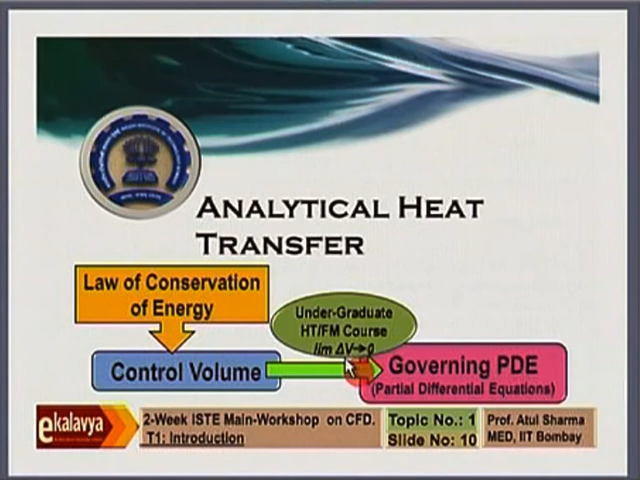 ANALYTICAL HEAT
TRANSFER
Law of Conservation
of Energy
Under-Graduate
HT/FM Course
lim ΔV→0
Control Volume
Governing PDE
(Partial Differential Equations)
ekalavya
2-Week ISTE Main-Workshop on CFD.
T1: Introduction
Topic No.: 1
Slide No: 10
Prof. Atul Sharma
MED, IIT Bombay